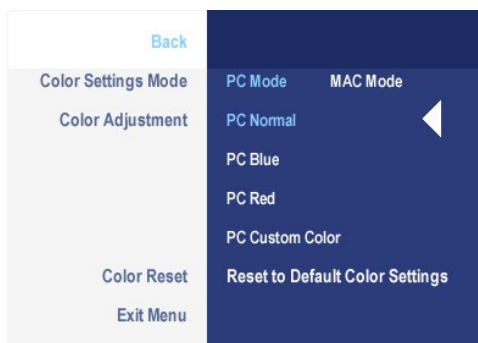 Back
Color Settings Mode PC Mode MAC Mode
Color Adjustment PC Normal
PC Blue
PC Red
PC Custom Color
Color Reset Reset to Default Color Settings
Exit Menu